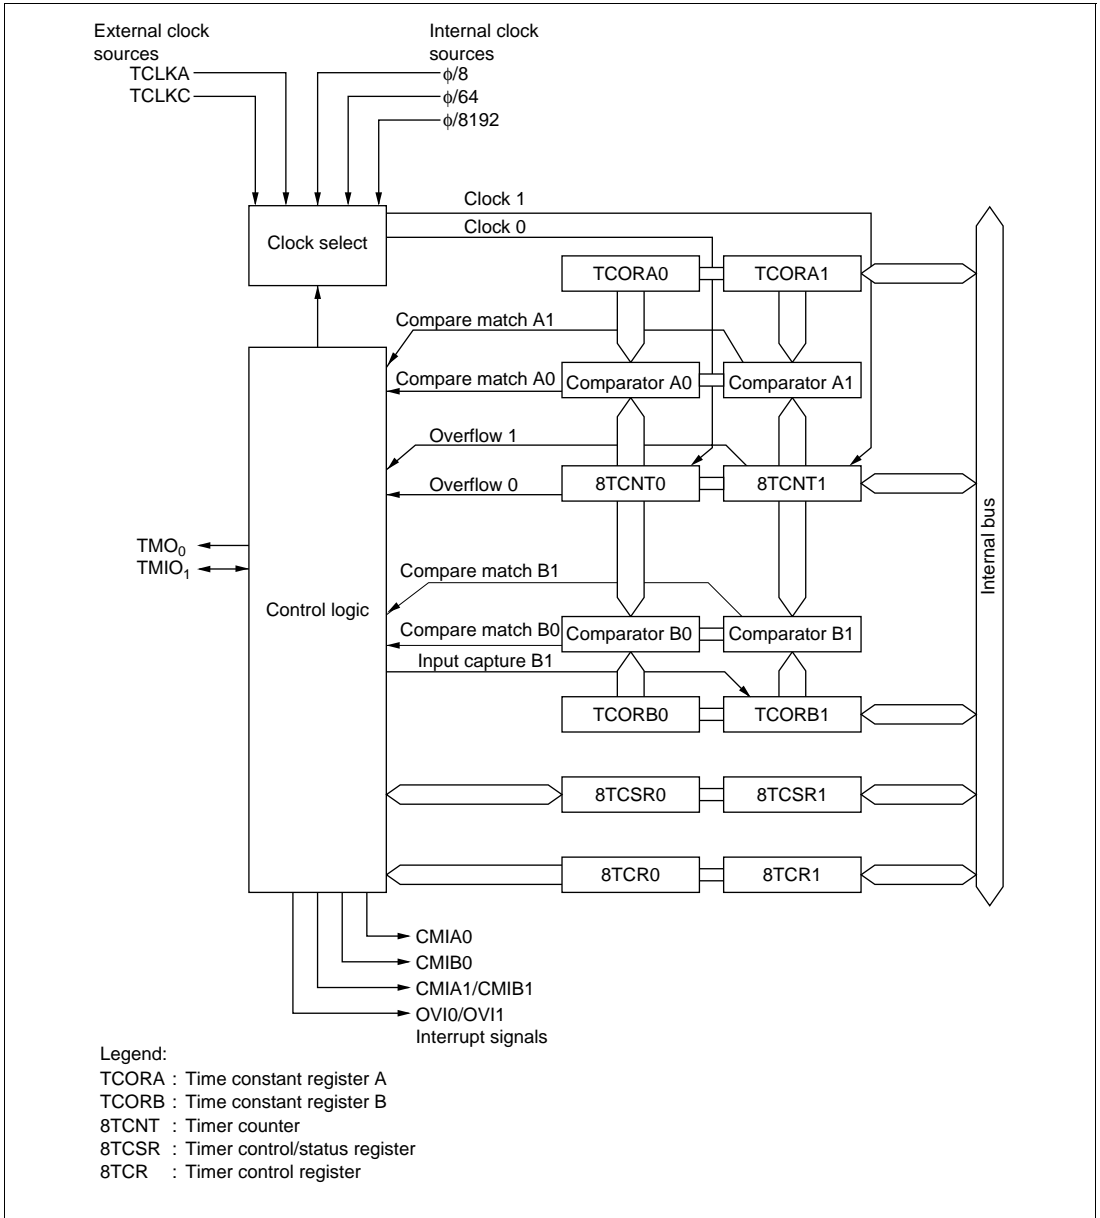 External clock
sources
TCLKA
TCLKC
Internal clock
sources
ϕ/8
ϕ/64
ϕ/8192
Clock select
Clock 1
Clock 0
TCORA0
TCORA1
Compare match A1
Compare match A0
Comparator A0
Comparator A1
Overflow 1
Overflow 0
8TCNT0
8TCNT1
Internal bus
TMO0
TMIO1
Control logic
Compare match B1
Compare match B0
Comparator B0
Comparator B1
Input capture B1
TCORB0
TCORB1
8TCSR0
8TCSR1
8TCR0
8TCR1
CMIA0
CMIB0
CMIA1/CMIB1
OVI0/OVI1
Interrupt signals
Legend:
TCORA : Time constant register A
TCORB : Time constant register B
8TCNT : Timer counter
8TCSR : Timer control/status register
8TCR : Timer control register